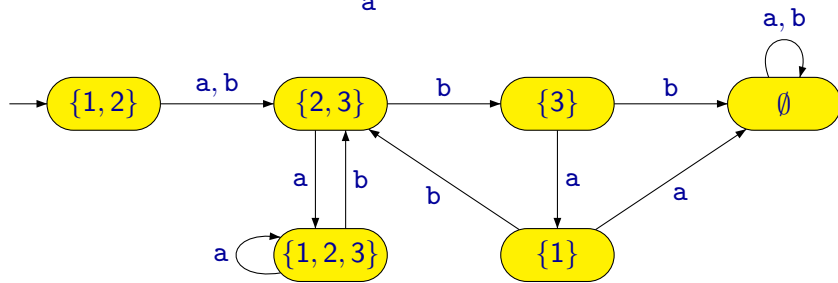 a
a, b
{1, 2} a, b {2, 3} b {3} b ∅
a b b a a
a {1, 2, 3} {1}